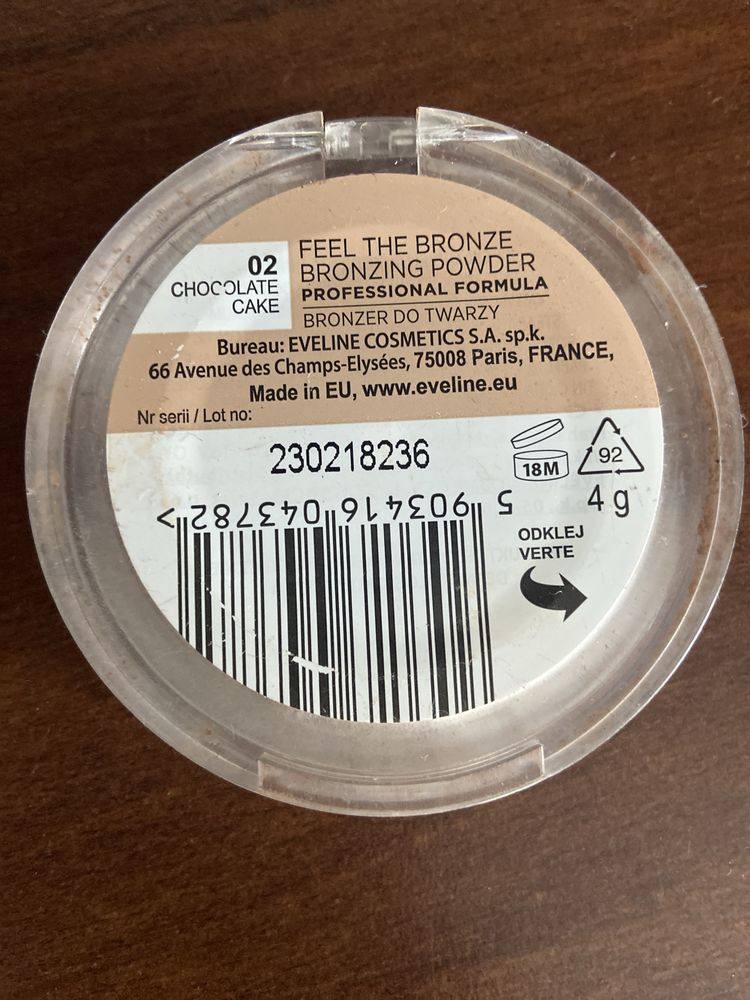 02
CHOCOLATE
CAKE
FEEL THE BRONZE
BRONZING POWDER
PROFESSIONAL FORMULA
BRONZER DO TWARZY
Bureau: EVELINE COSMETICS S.A. sp.k.
66 Avenue des Champs-Elysées, 75008 Paris, FRANCE,
Made in EU, www.eveline.eu
Nr serii / Lot no:
230218236
18M
92
4 g
5 903416 043782 >
ODKLEJ
VERTE